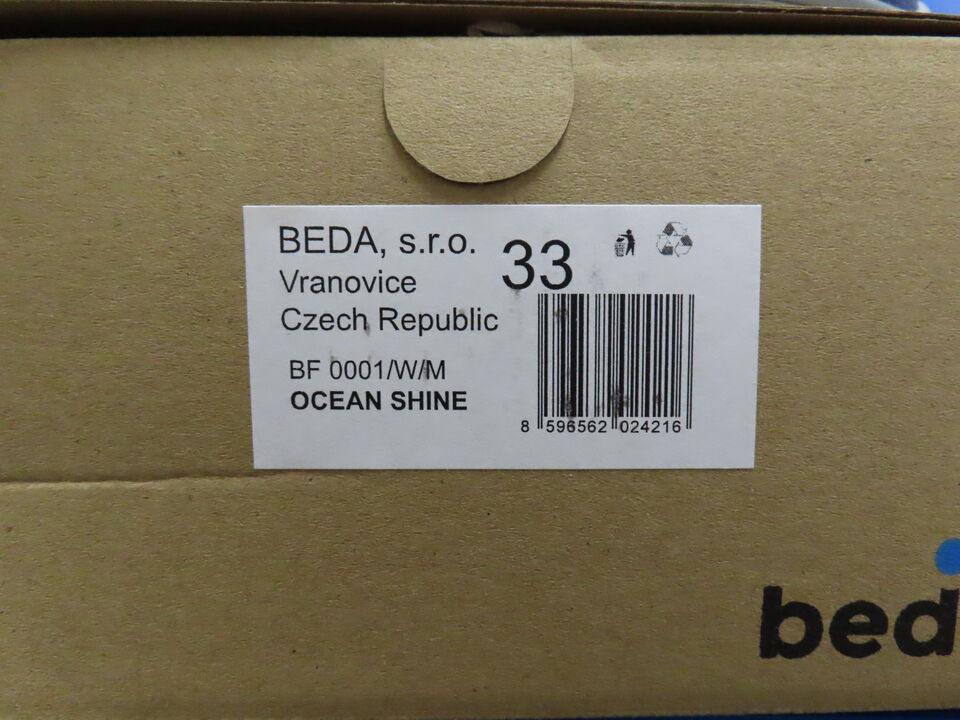 BEDA, s.r.o.
33
Vranovice
Czech Republic
BF 0001/W/M
OCEAN SHINE
8 596562 024216
bed